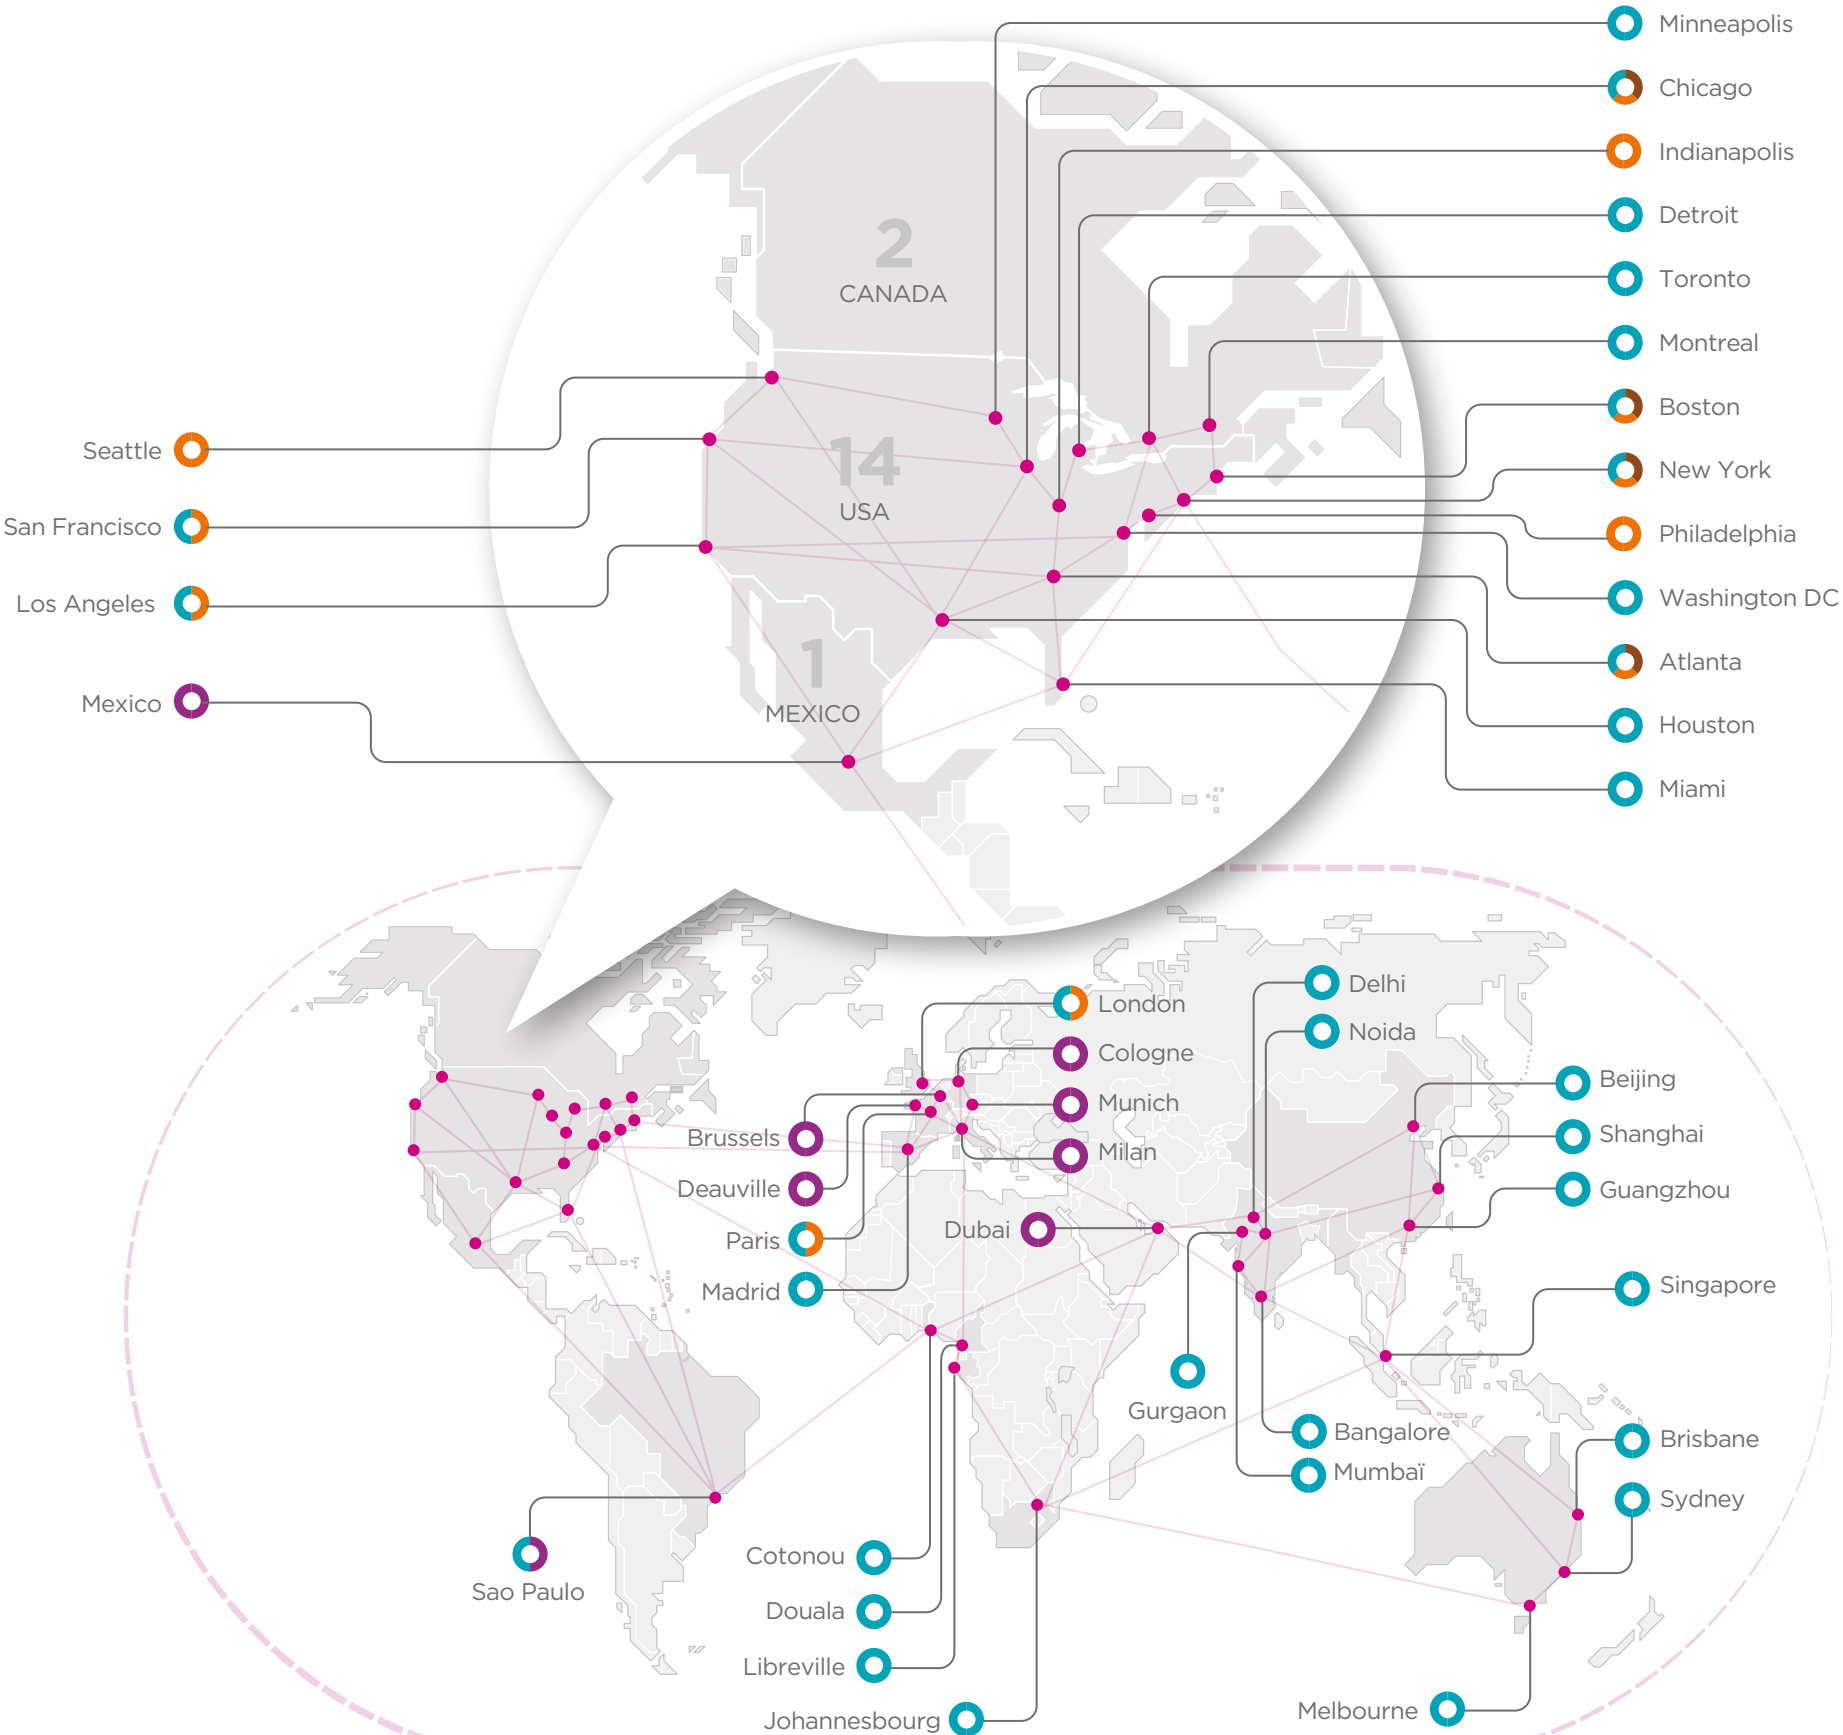 Minneapolis
Chicago
Indianapolis
Detroit
Toronto
Montreal
Boston
New York
Philadelphia
Washington DC
Atlanta
Houston
Miami
2
CANADA
14
USA
1
MEXICO
Seattle
San Francisco
Los Angeles
Mexico
London
Cologne
Munich
Milan
Brussels
Deauville
Paris
Madrid
Dubai
Delhi
Noida
Beijing
Shanghai
Guangzhou
Singapore
Gurgaon
Bangalore
Mumbaï
Brisbane
Sydney
Sao Paulo
Cotonou
Douala
Libreville
Johannesbourg
Melbourne